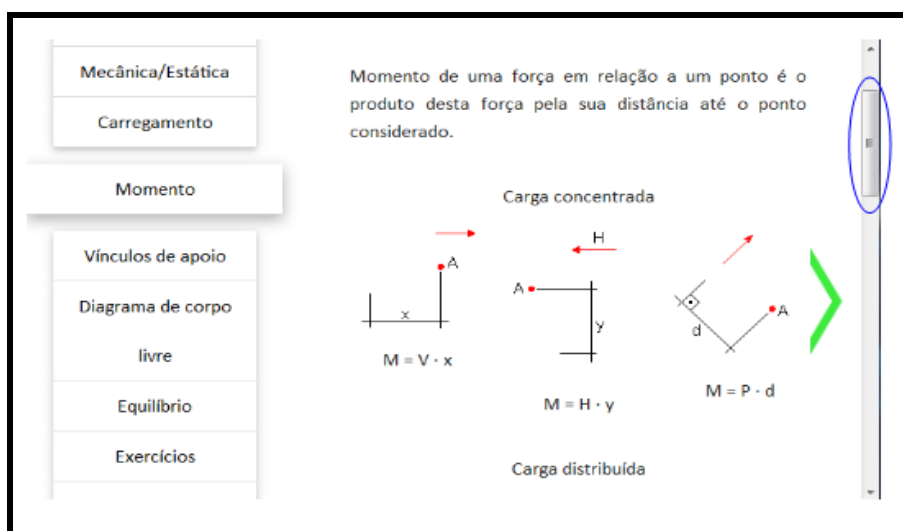 Mecânica/Estática
Carregamento
Momento
Vínculos de apoio
Diagrama de corpo
livre
Equilíbrio
Exercícios
Momento de uma força em relação a um ponto é o
produto desta força pela sua distância até o ponto
considerado.
Carga concentrada
A
x
M = V · x
H
A
y
M = H · y
A
d
M = P · d
Carga distribuída